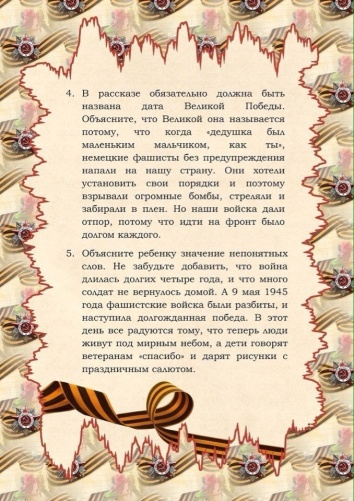 4. В рассказе обязательно должна быть
названа дата Великой Победы.
Объясните, что Великой она называется
потому, что когда «дедушка был
маленьким мальчиком, как ты»,
немецкие фашисты без предупреждения
напали на нашу страну. Они хотели
установить свои порядки и поэтому
взрывали огромные бомбы, стреляли и
забирали в плен. Но наши войска дали
отпор, потому что идти на фронт было
долгом каждого.
5. Объясните ребенку значение непонятных
слов. Не забудьте добавить, что война
длилась долгих четыре года, и что много
солдат не вернулось домой. А 9 мая 1945
года фашистские войска были разбиты, и
наступила долгожданная победа. В этот
день все радуются тому, что теперь люди
живут под мирным небом, а дети говорят
ветеранам «спасибо» и дарят рисунки с
праздничным салютом.